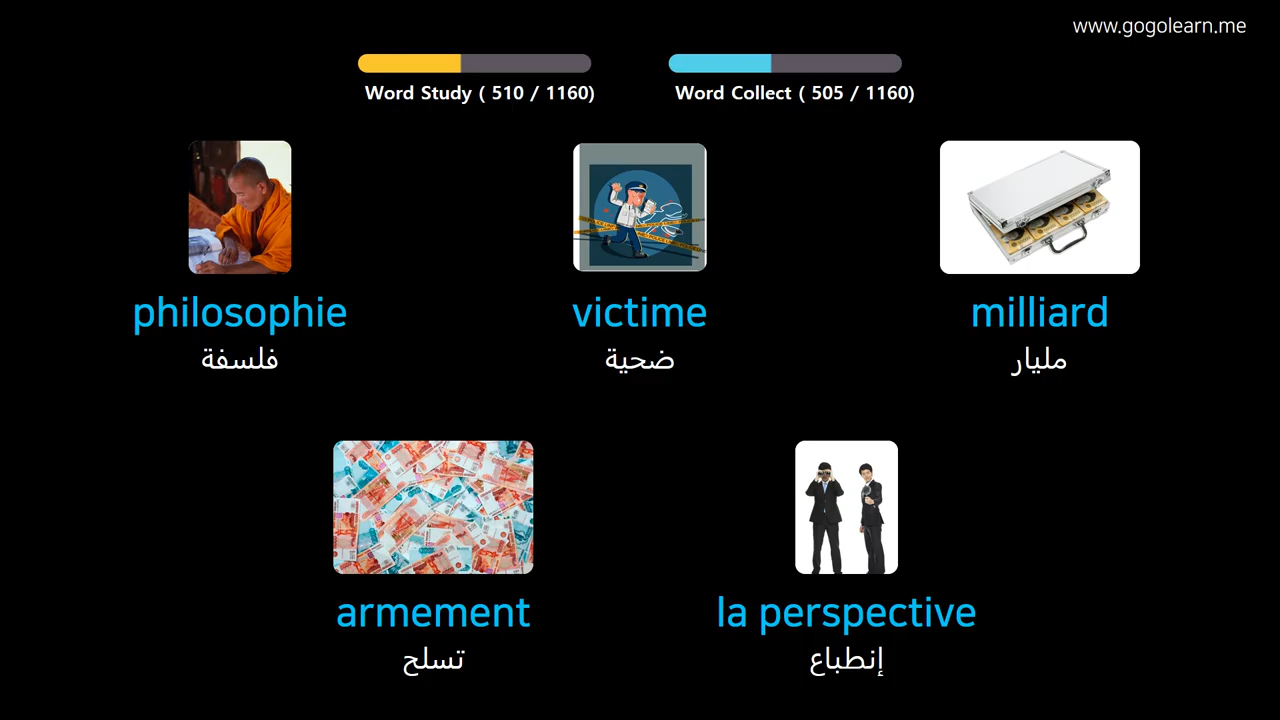 www.gogolearn.me
Word Study ( 510 / 1160)
Word Collect ( 505 / 1160)
philosophie
فلسفة
victime
ضحية
milliard
مليار
armement
تسلح
la perspective
إنطباع